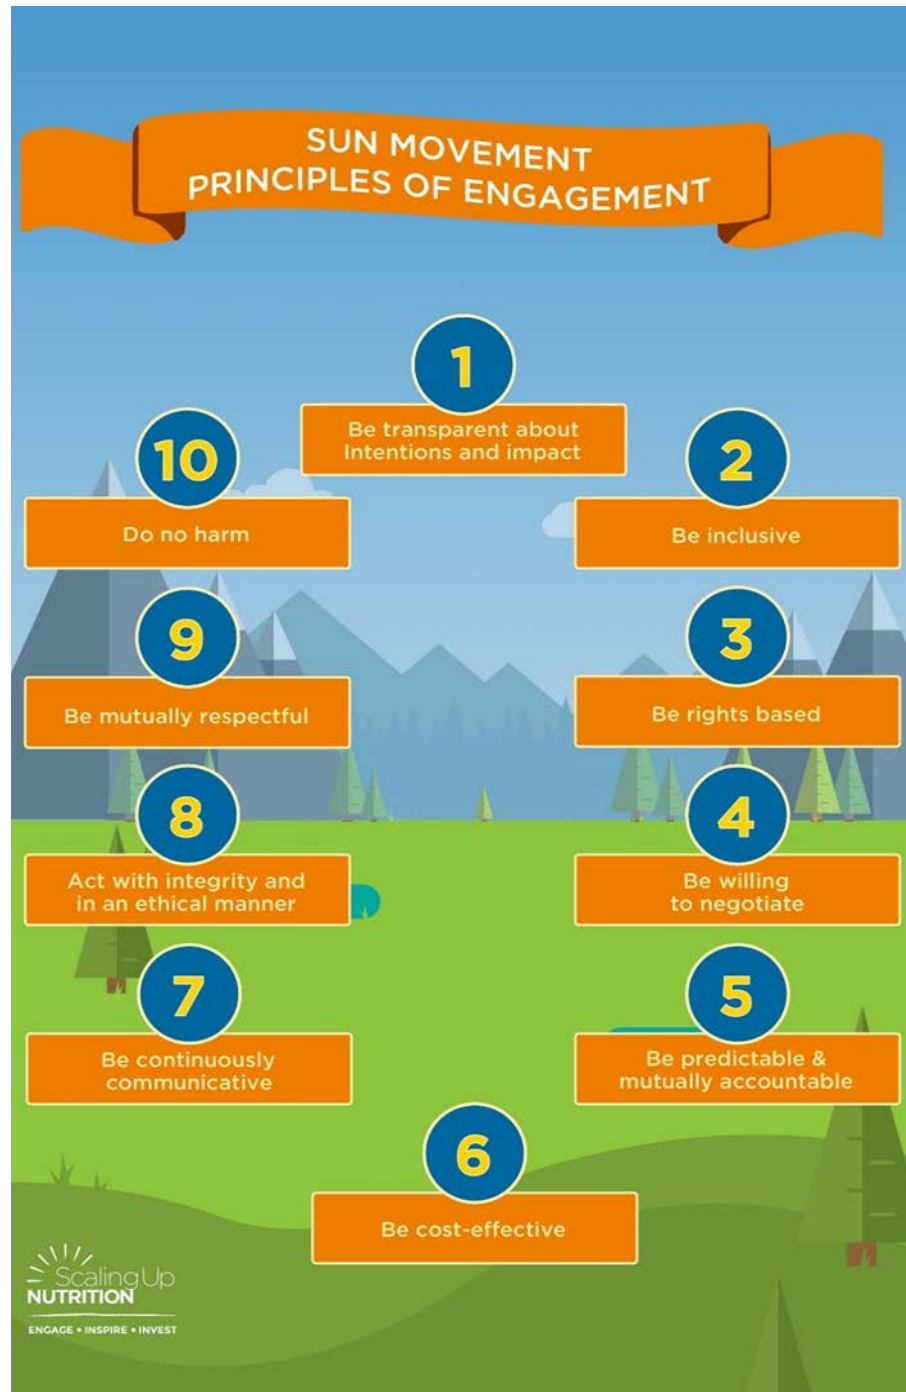 SUN MOVEMENT
PRINCIPLES OF ENGAGEMENT
1
Be transparent about
Intentions and impact
2
Be inclusive
3
Be rights based
4
Be willing
to negotiate
5
Be predictable &
mutually accountable
6
Be cost-effective
7
Be continuously
communicative
8
Act with integrity and
in an ethical manner
9
Be mutually respectful
10
Do no harm
Scaling Up
NUTRITION
ENGAGE • INSPIRE • INVEST